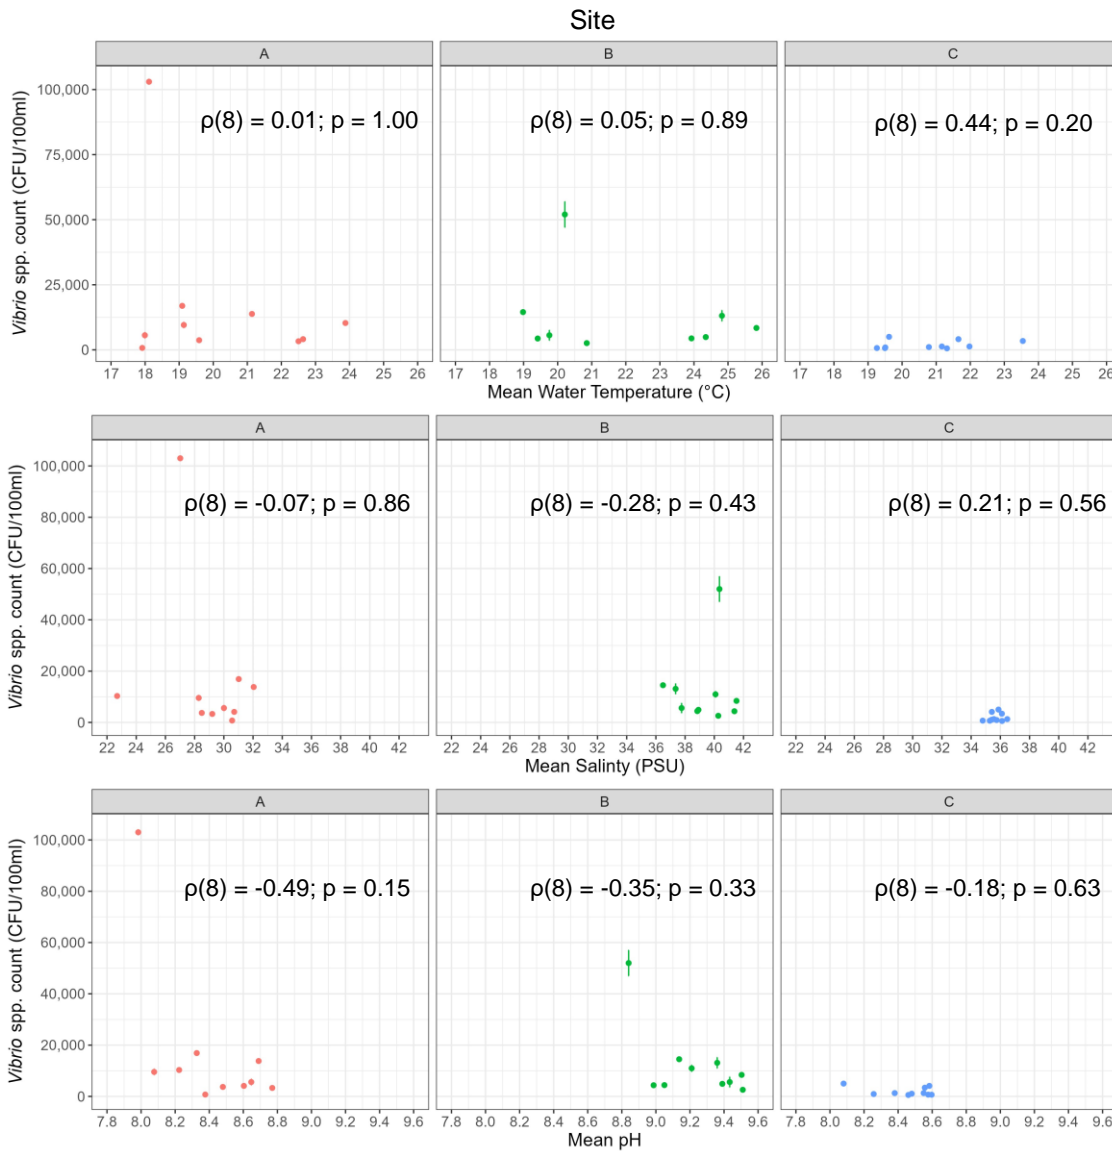 Site
A B C
Vibrio spp. count (CFU/100ml)
100,000
75,000
50,000
25,000
0
ρ(8) = 0.01; p = 1.00
ρ(8) = 0.05; p = 0.89
ρ(8) = 0.44; p = 0.20
17 18 19 20 21 22 23 24 25 26 17 18 19 20 21 22 23 24 25 26 17 18 19 20 21 22 23 24 25 26
Mean Water Temperature (°C)
A B C
Vibrio spp. count (CFU/100ml)
100,000
80,000
60,000
40,000
20,000
0
ρ(8) = -0.07; p = 0.86
ρ(8) = -0.28; p = 0.43
ρ(8) = 0.21; p = 0.56
22 24 26 28 30 32 34 36 38 40 42 22 24 26 28 30 32 34 36 38 40 42 22 24 26 28 30 32 34 36 38 40 42
Mean Salinty (PSU)
A B C
Vibrio spp. count (CFU/100ml)
100,000
80,000
60,000
40,000
20,000
0
ρ(8) = -0.49; p = 0.15
ρ(8) = -0.35; p = 0.33
ρ(8) = -0.18; p = 0.63
7.8 8.0 8.2 8.4 8.6 8.8 9.0 9.2 9.4 9.6 7.8 8.0 8.2 8.4 8.6 8.8 9.0 9.2 9.4 9.6 7.8 8.0 8.2 8.4 8.6 8.8 9.0 9.2 9.4 9.6
Mean pH